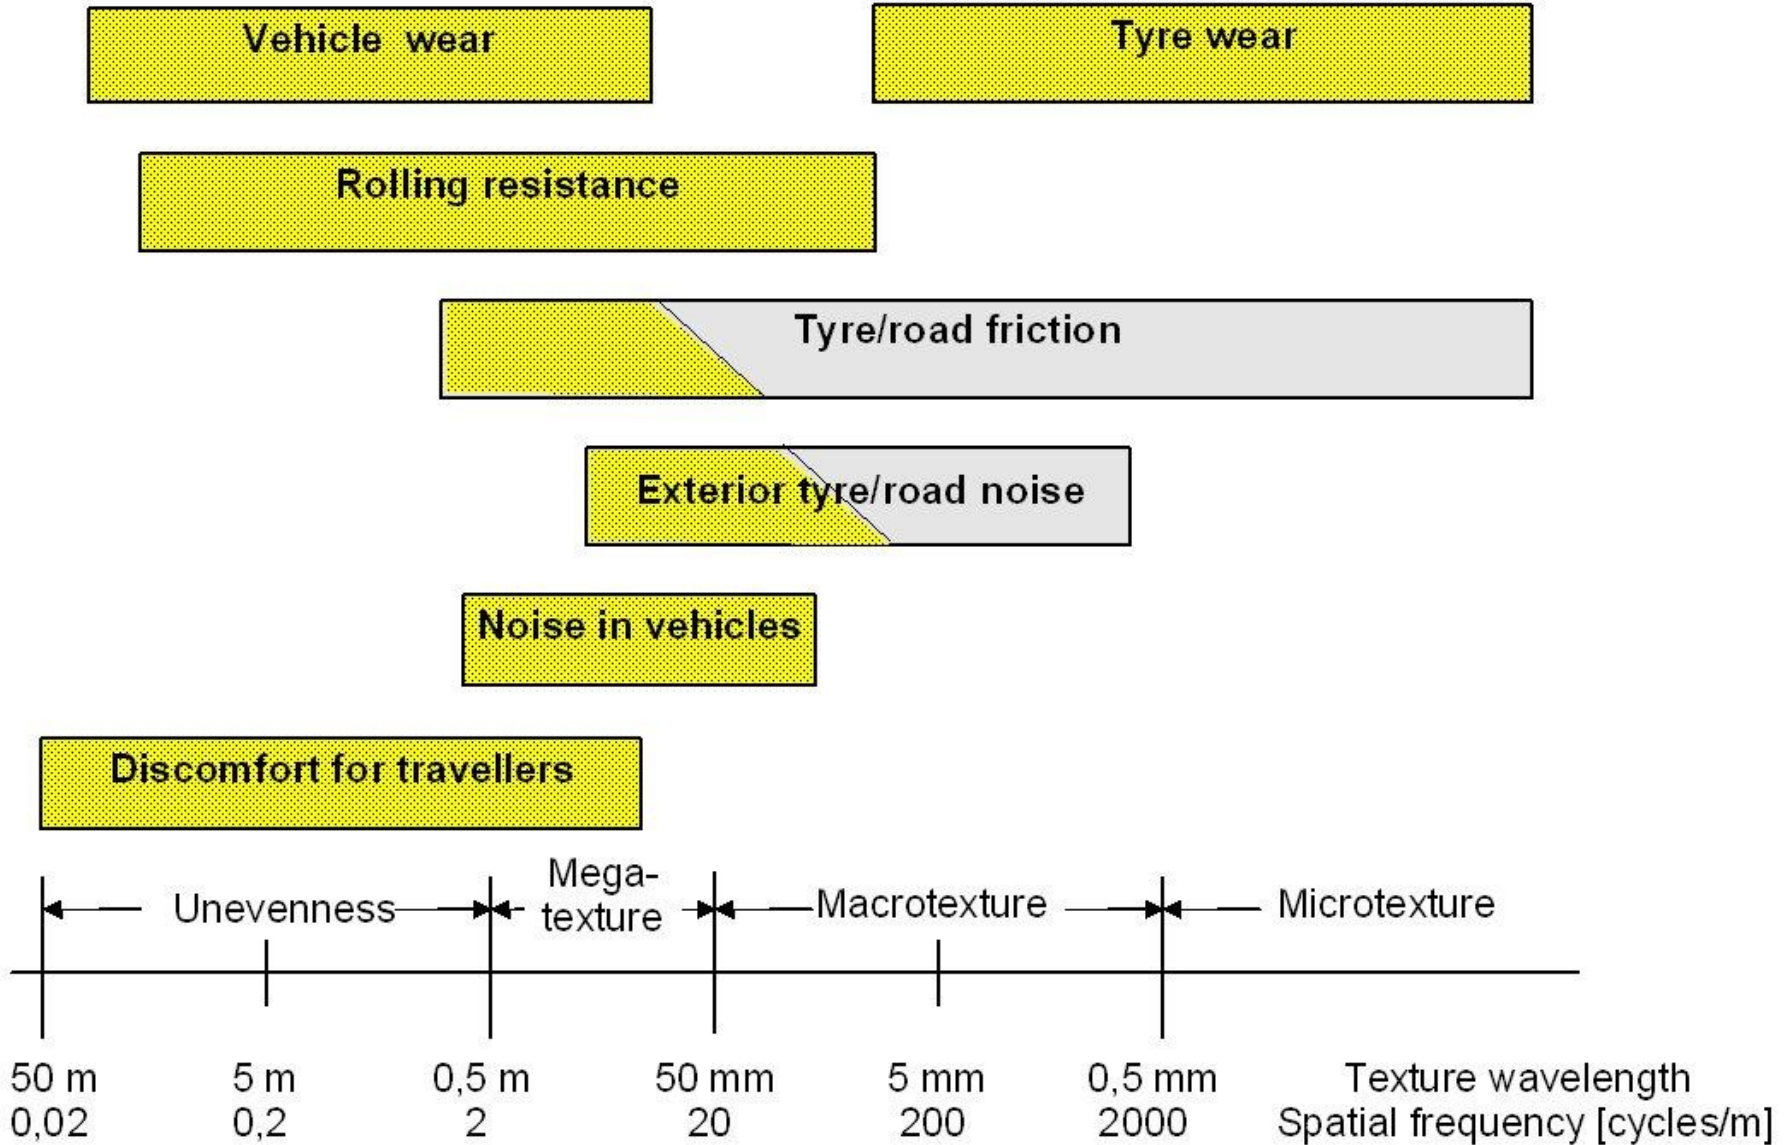 Vehicle wear
Tyre wear
Rolling resistance
Tyre/road friction
Exterior tyre/road noise
Noise in vehicles
Discomfort for travellers
Unevenness
Mega-
texture
Macrotexture
Microtexture
50 m 5 m 0,5 m 50 mm 5 mm 0,5 mm Texture wavelength
0,02 0,2 2 20 200 2000 Spatial frequency [cycles/m]